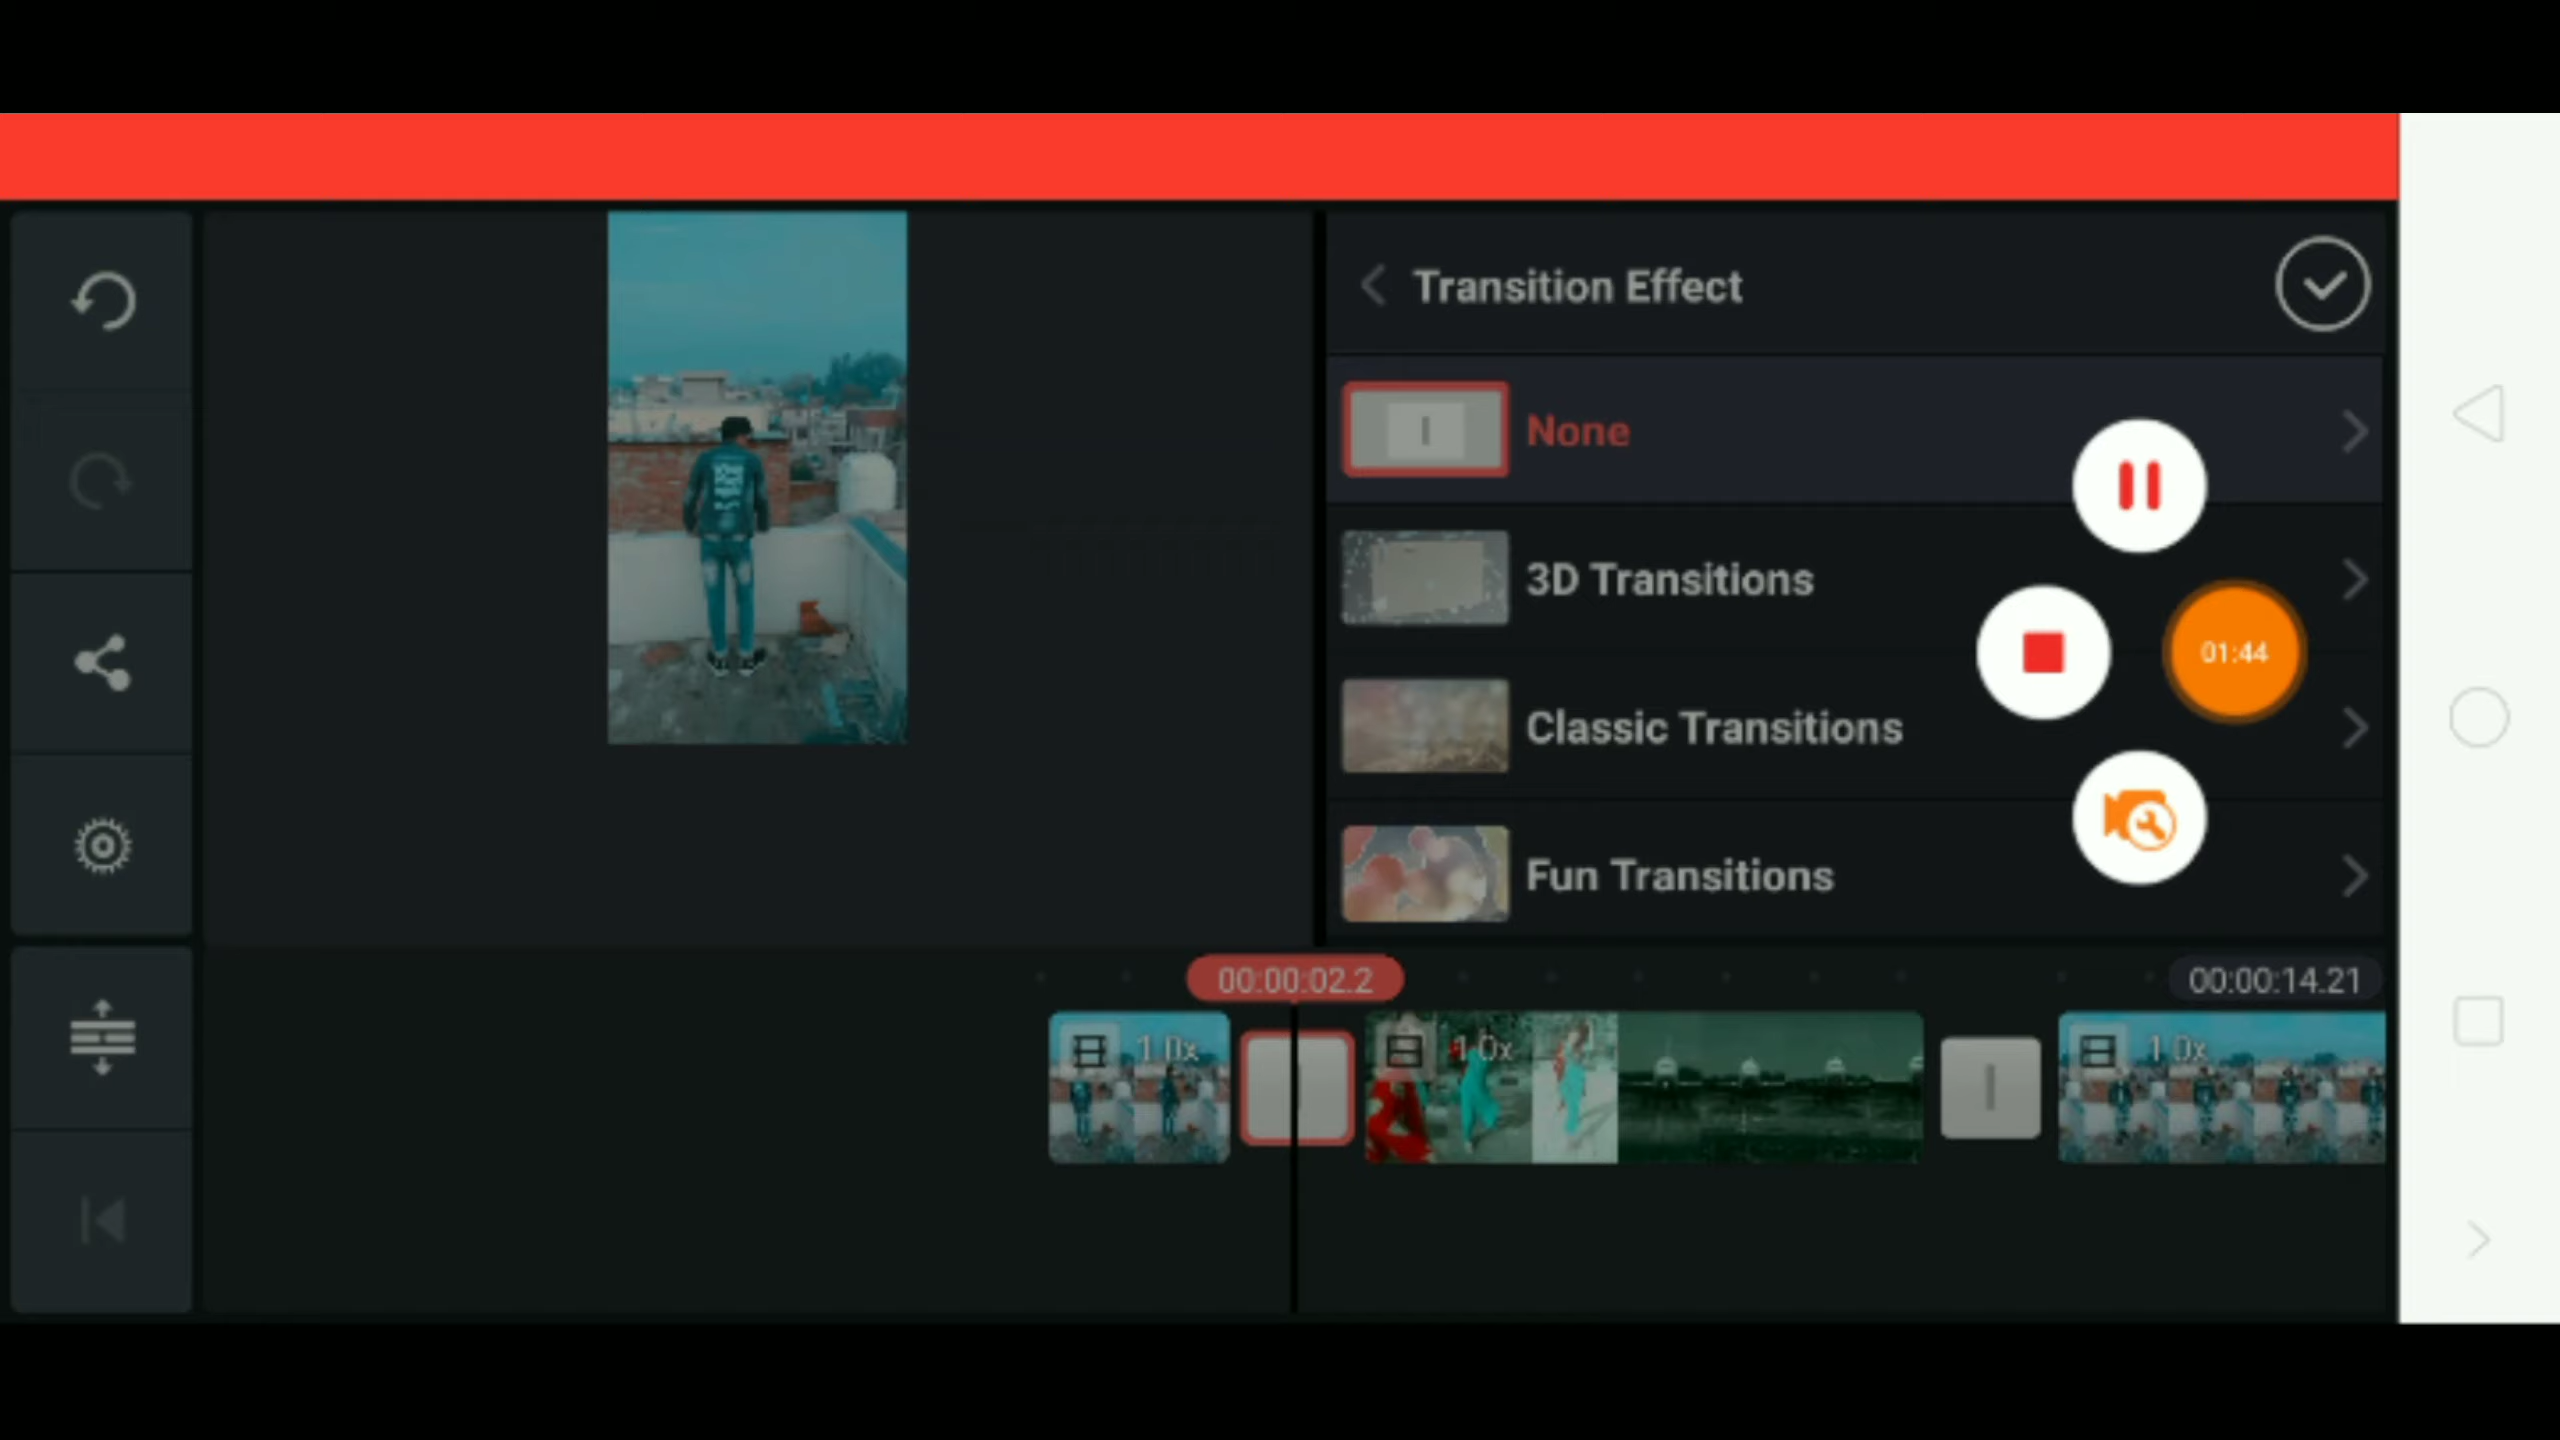 Transition Effect
None
3D Transitions
01:44
Classic Transitions
Fun Transitions
00:00:02.2
00:00:14.21
1.0x
1.0x
1.0x